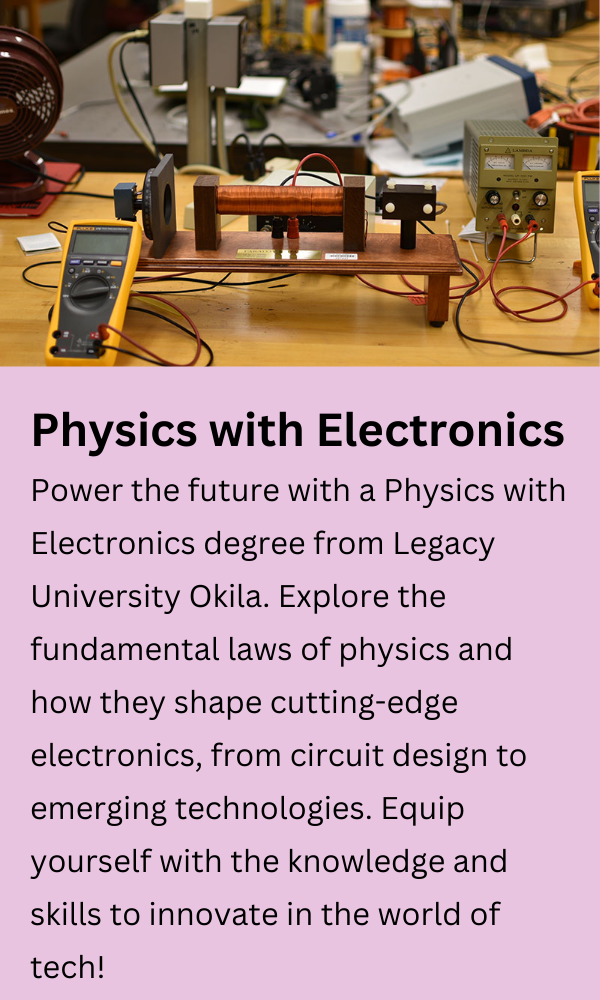 FLUKE
LAMBDA
Physics with Electronics
Power the future with a Physics with
Electronics degree from Legacy
University Okila. Explore the
fundamental laws of physics and
how they shape cutting-edge
electronics, from circuit design to
emerging technologies. Equip
yourself with the knowledge and
skills to innovate in the world of
tech!